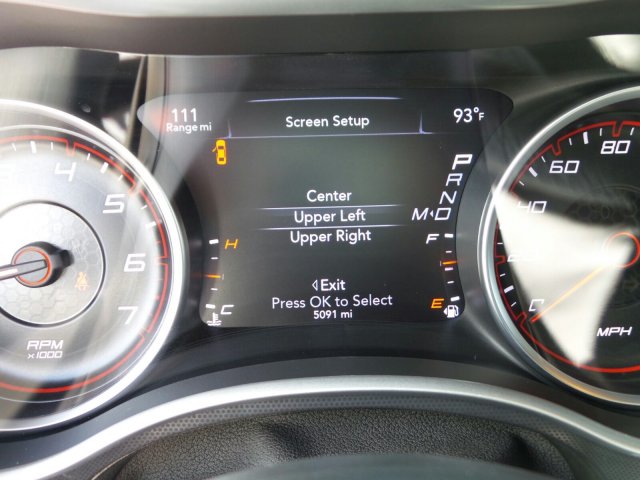 111
Range mi
Screen Setup
93°F
P
R
N
M◁D
Center
Upper Left
Upper Right
H
C
F
E
◁Exit
Press OK to Select
5091 mi
4
5
6
7
RPM
x1000
0
40
60
80
MPH